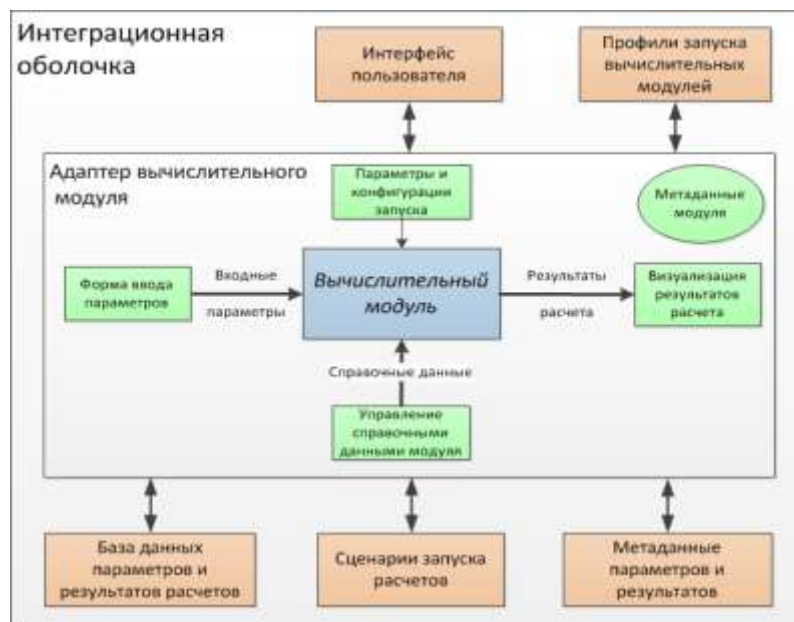 Интеграционная
оболочка
Интерфейс
пользователя
Профили запуска
вычислительных
модулей
Адаптер вычислительного
модуля
Параметры и
конфигурации
запуска
Метаданные
модуля
Форма ввода
параметров
Входные
параметры
Вычислительный
модуль
Результаты
расчета
Визуализация
результатов
расчета
Справочные данные
Управление
справочными
данными модуля
База данных
параметров и
результатов расчетов
Сценарии запуска
расчетов
Метаданные
параметров и
результатов